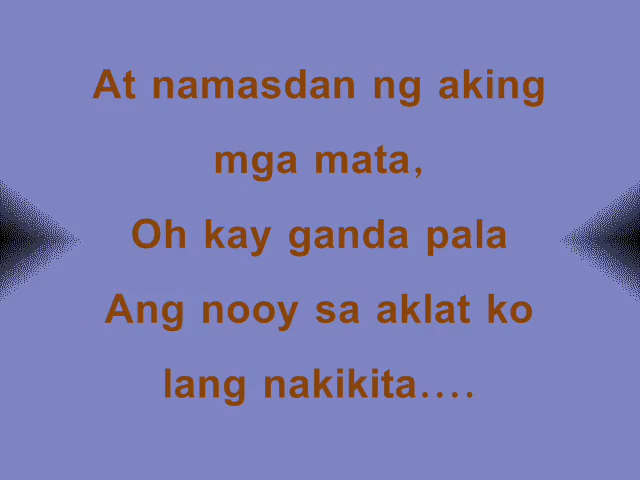 At namasdan ng aking
mga mata,
Oh kay ganda pala
Ang nooy sa aklat ko
lang nakikita....